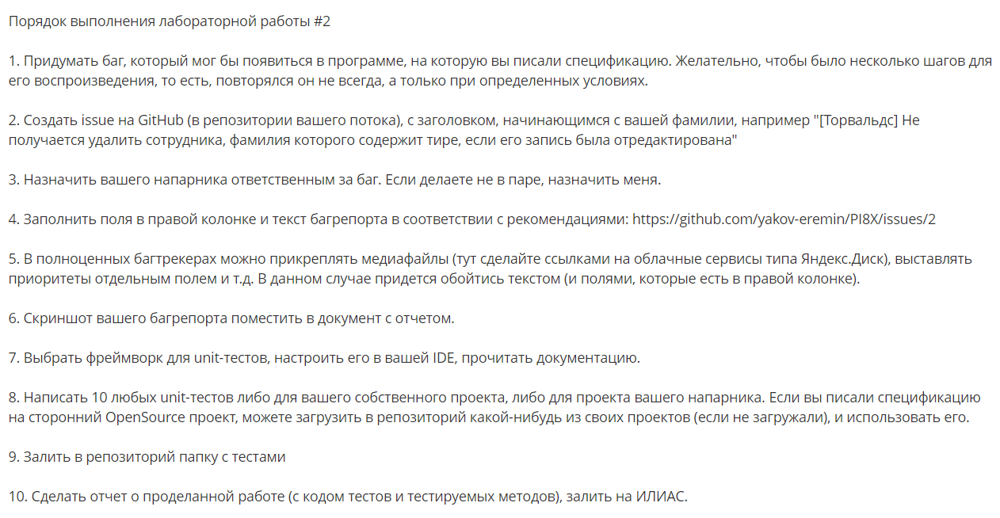 Порядок выполнения лабораторной работы #2
1. Придумать баг, который мог бы появиться в программе, на которую вы писали спецификацию. Желательно, чтобы было несколько шагов для
его воспроизведения, то есть, повторялся он не всегда, а только при определенных условиях.
2. Создать issue на GitHub (в репозитории вашего потока), с заголовком, начинающимся с вашей фамилии, например "[Торвальдс] Не
получается удалить сотрудника, фамилия которого содержит тире, если его запись была отредактирована"
3. Назначить вашего напарника ответственным за баг. Если делаете не в паре, назначить меня.
4. Заполнить поля в правой колонке и текст багрепорта в соответствии с рекомендациями: https://github.com/yakov-eremin/PI8X/issues/2
5. В полноценных багтрекерах можно прикреплять медиафайлы (тут сделайте ссылками на облачные сервисы типа Яндекс.Диск), выставлять
приоритеты отдельным полем и т.д. В данном случае придется обойтись текстом (и полями, которые есть в правой колонке).
6. Скриншот вашего багрепорта поместить в документ с отчетом.
7. Выбрать фреймворк для unit-тестов, настроить его в вашей IDE, прочитать документацию.
8. Написать 10 любых unit-тестов либо для вашего собственного проекта, либо для проекта вашего напарника. Если вы писали спецификацию
на сторонний OpenSource проект, можете загрузить в репозиторий какой-нибудь из своих проектов (если не загружали), и использовать его.
9. Залить в репозиторий папку с тестами
10. Сделать отчет о проделанной работе (с кодом тестов и тестируемых методов), залить на ИЛИАС.